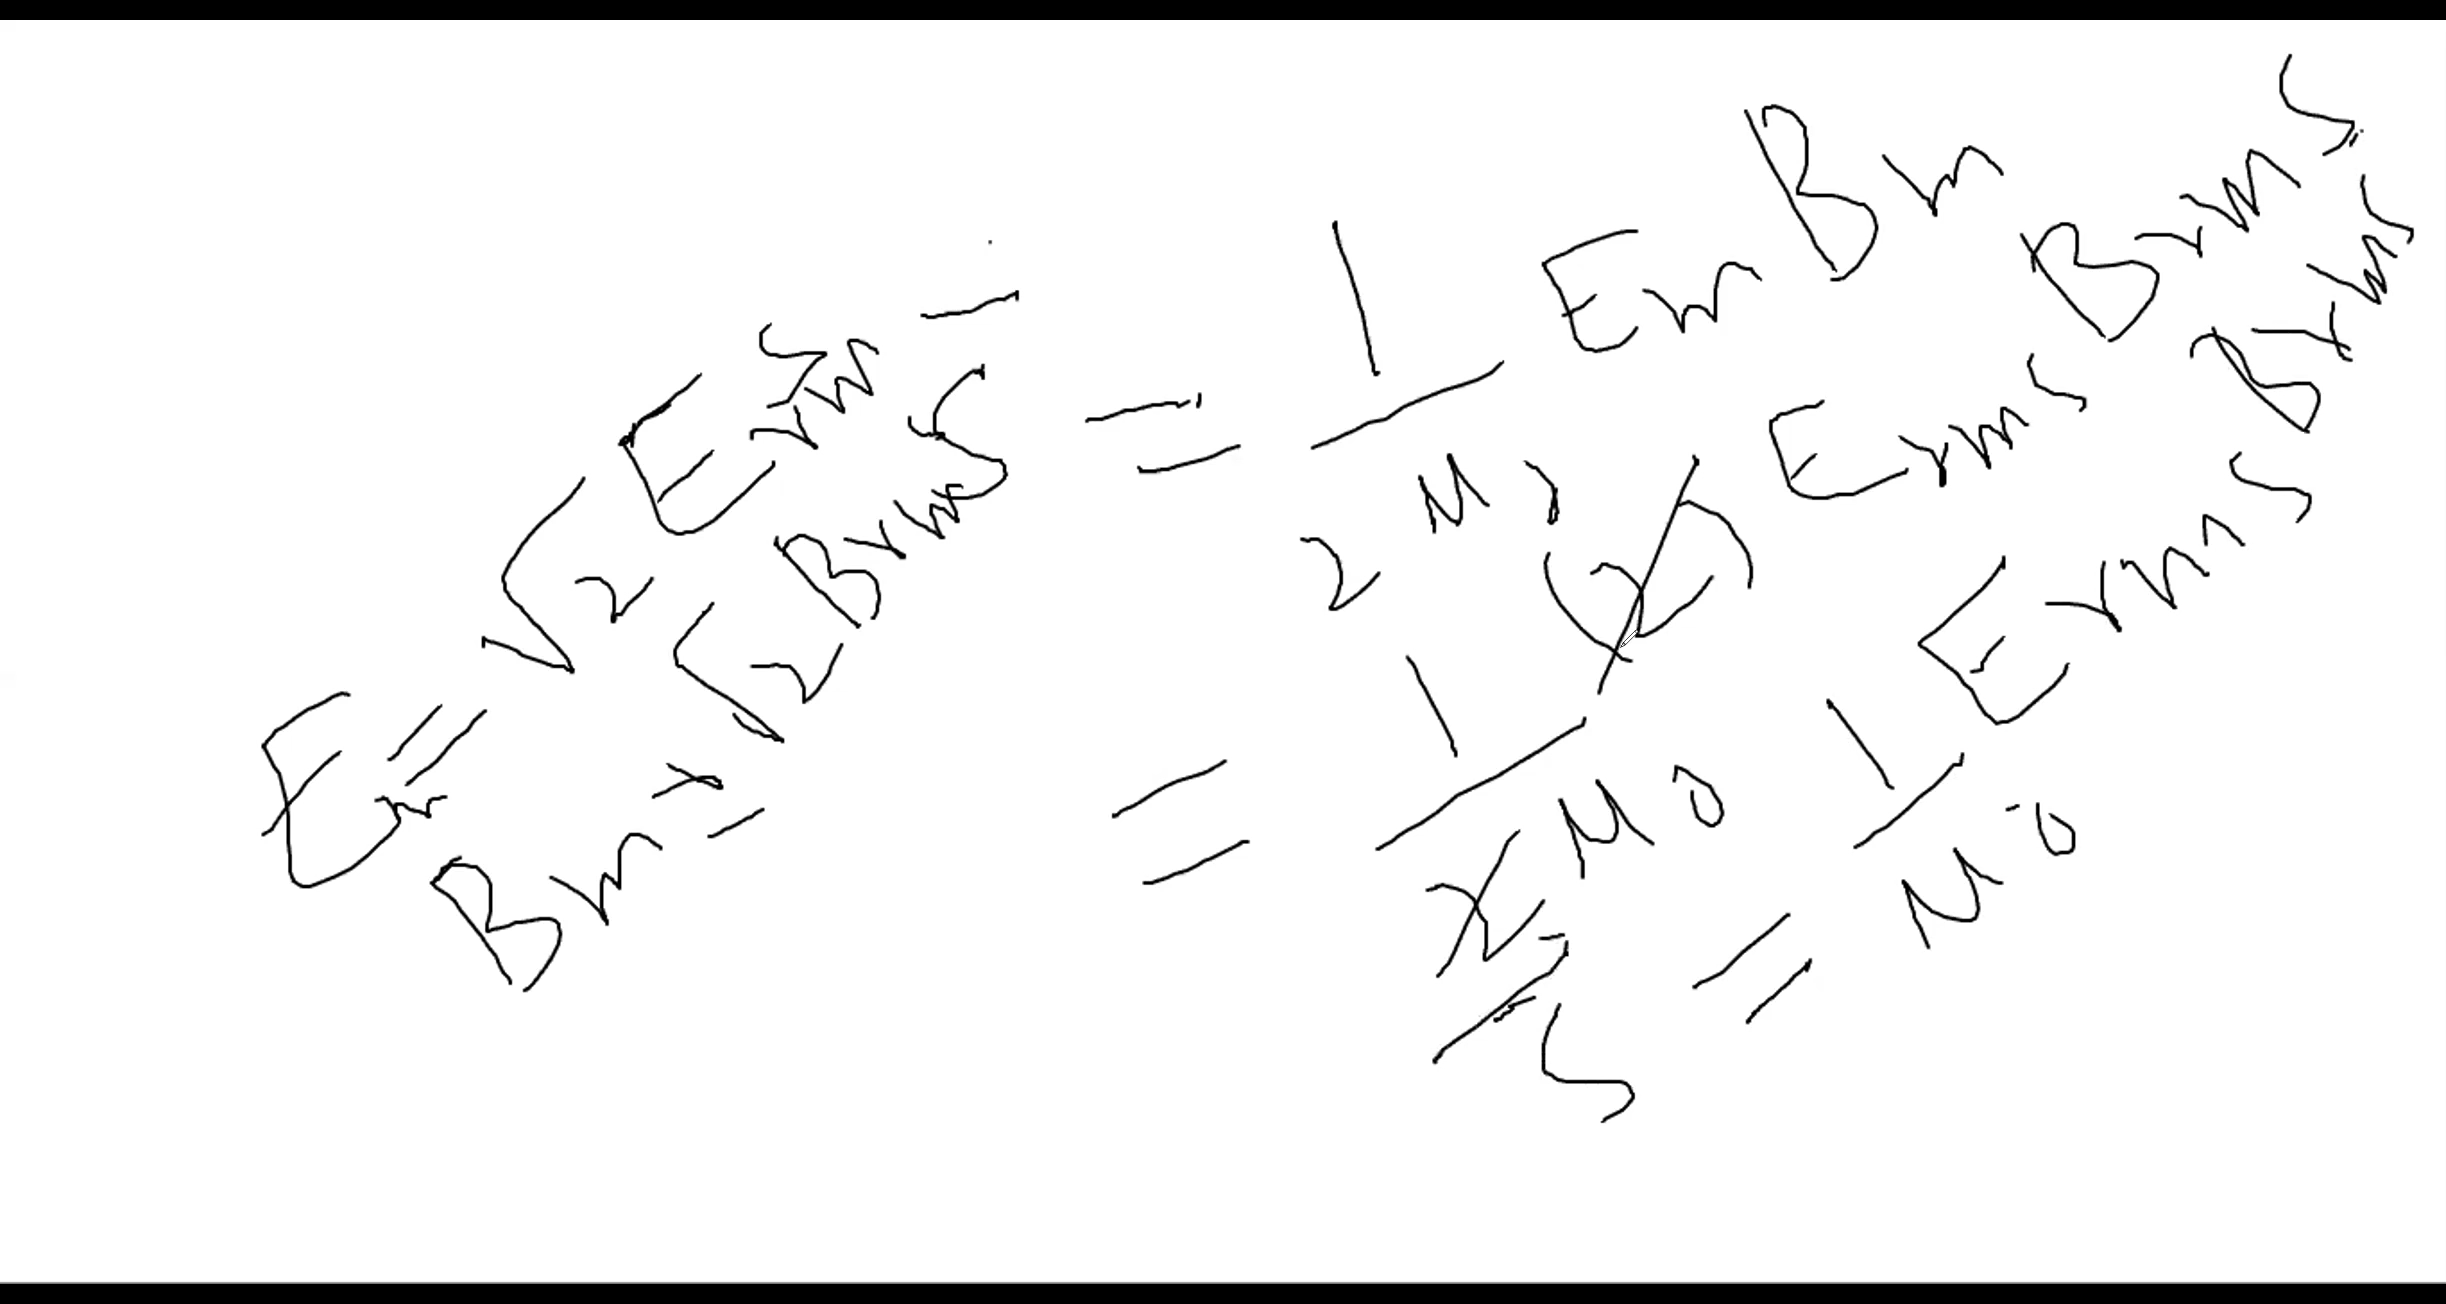 Em = √2 Erms
Bm = √2 Brms
S̄ = 1/2μ0 Em Bm
= 1/2μ0 (2) Erms Brms
S̄ = 1/μ0 Erms Brms